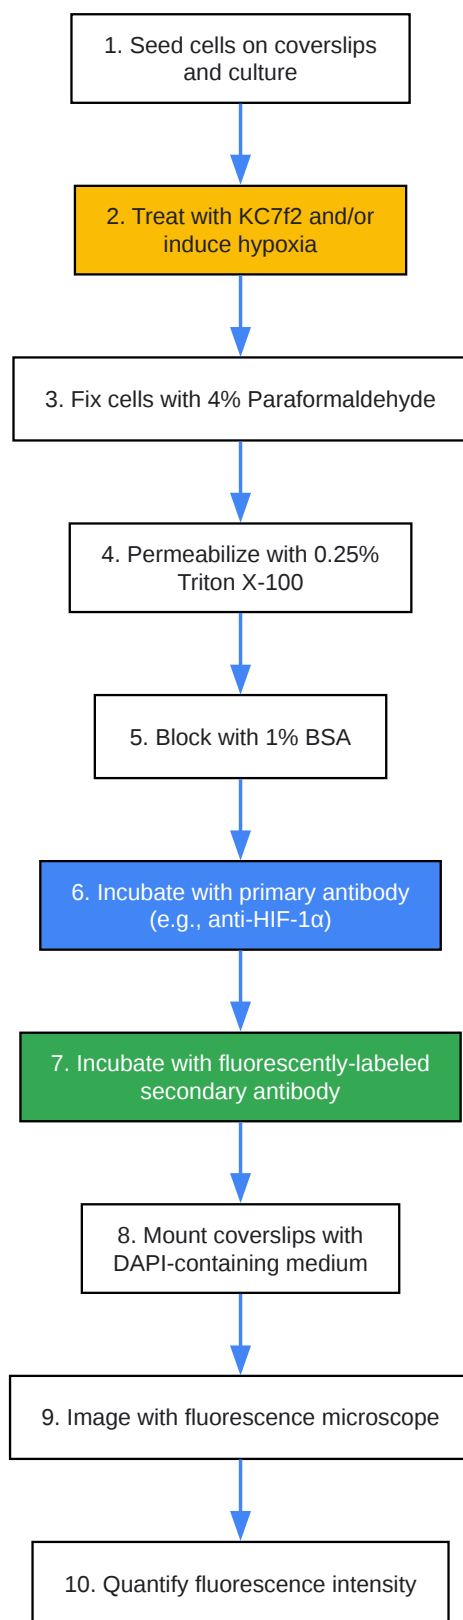 1. Seed cells on coverslips
and culture
2. Treat with KC7f2 and/or
induce hypoxia
3. Fix cells with 4% Paraformaldehyde
4. Permeabilize with 0.25%
Triton X-100
5. Block with 1% BSA
6. Incubate with primary antibody
(e.g., anti-HIF-1α)
7. Incubate with fluorescently-labeled
secondary antibody
8. Mount coverslips with
DAPI-containing medium
9. Image with fluorescence microscope
10. Quantify fluorescence intensity